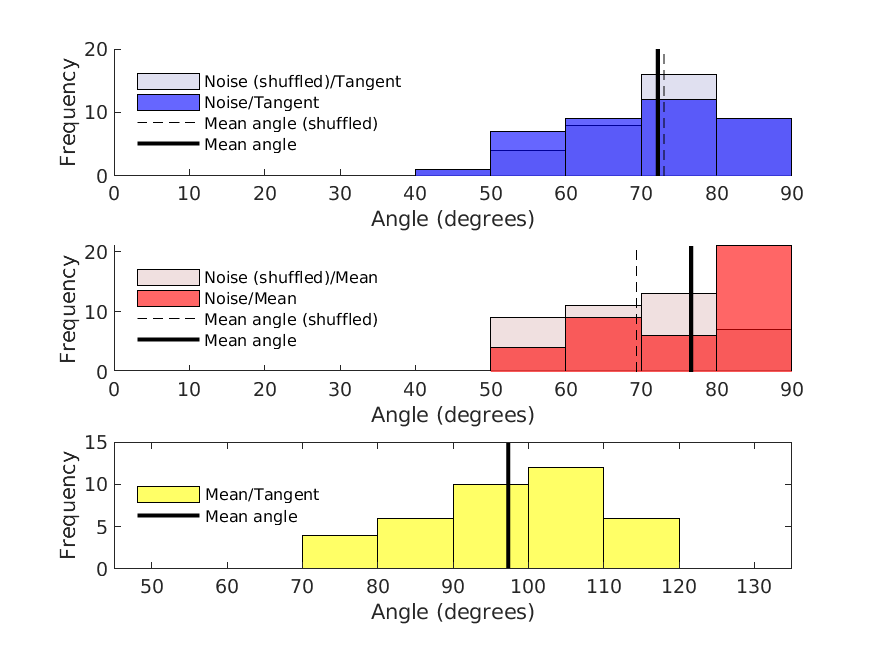 20
10
0
Frequency
Noise (shuffled)/Tangent
Noise/Tangent
Mean angle (shuffled)
Mean angle
0 10 20 30 40 50 60 70 80 90
Angle (degrees)
20
10
0
Frequency
Noise (shuffled)/Mean
Noise/Mean
Mean angle (shuffled)
Mean angle
0 10 20 30 40 50 60 70 80 90
Angle (degrees)
15
10
5
0
Frequency
Mean/Tangent
Mean angle
50 60 70 80 90 100 110 120 130
Angle (degrees)